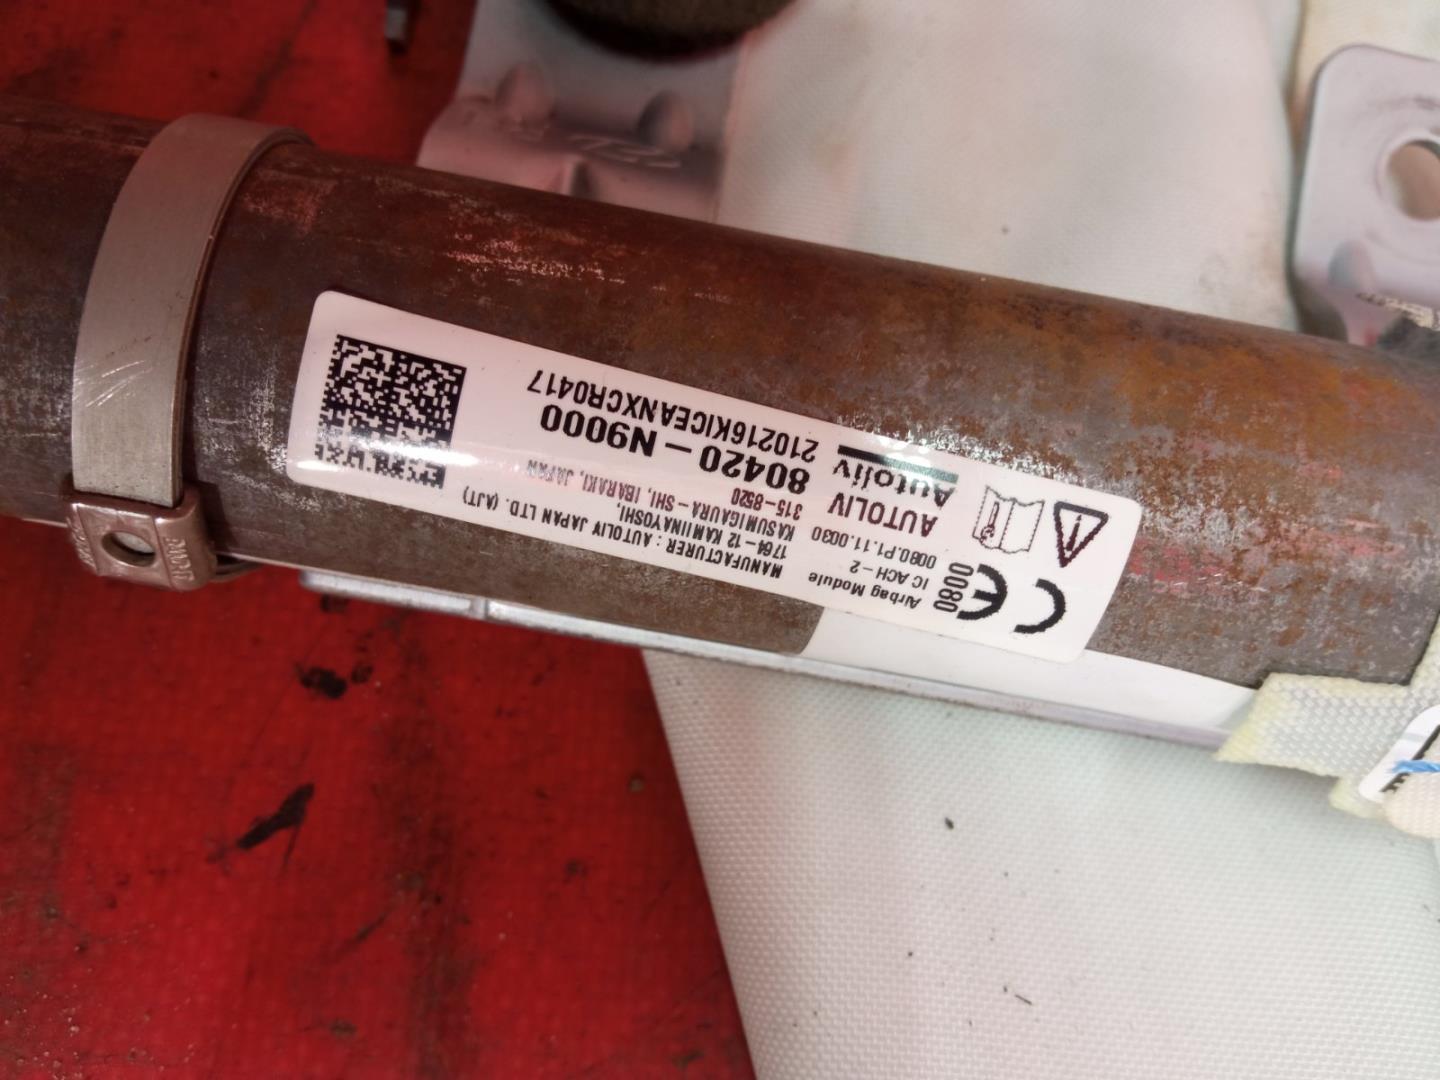 Airbag Module
IC ACH-2
0080.P1.11.0030
0080
MANUFACTURER : AUTOLIV JAPAN LTD. (AJT)
1764-12 KAMIINAYOSHI,
KASUMIGAURA-SHI, IBARAKI, JAPAN
315-8520
AUTOLIV
Autoliv
80420-N9000
210216KICEANXCR0417